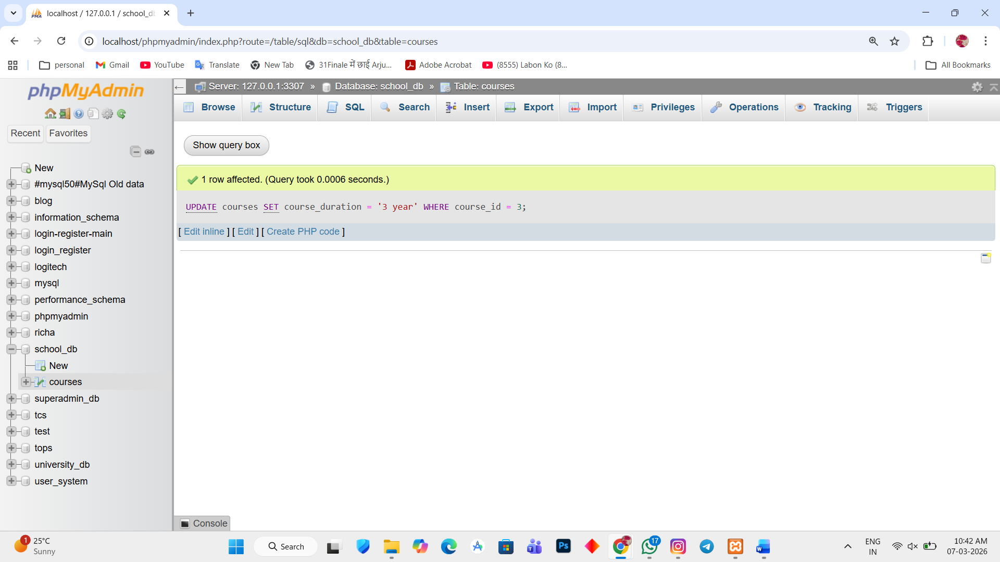 localhost / 127.0.0.1 / school_db
localhost/phpmyadmin/index.php?route=/table/sql&db=school_db&table=courses
personal
Gmail
YouTube
Translate
New Tab
31Finale में छाई Arju...
Adobe Acrobat
(8555) Labon Ko (8...
All Bookmarks
phpMyAdmin
Recent
Favorites
New
#mysql50#MySql Old data
blog
information_schema
login-register-main
login_register
logitech
mysql
performance_schema
phpmyadmin
richa
school_db
New
courses
superadmin_db
tcs
test
tops
university_db
user_system
Server: 127.0.0.1:3307 » Database: school_db » Table: courses
Browse
Structure
SQL
Search
Insert
Export
Import
Privileges
Operations
Tracking
Triggers
Show query box
1 row affected. (Query took 0.0006 seconds.)
UPDATE courses SET course_duration = '3 year' WHERE course_id = 3;
[ Edit inline ] [ Edit ] [ Create PHP code ]
Console
1
25°C
Sunny
Search
Ps
17
ENG
IN
10:42 AM
07-03-2026